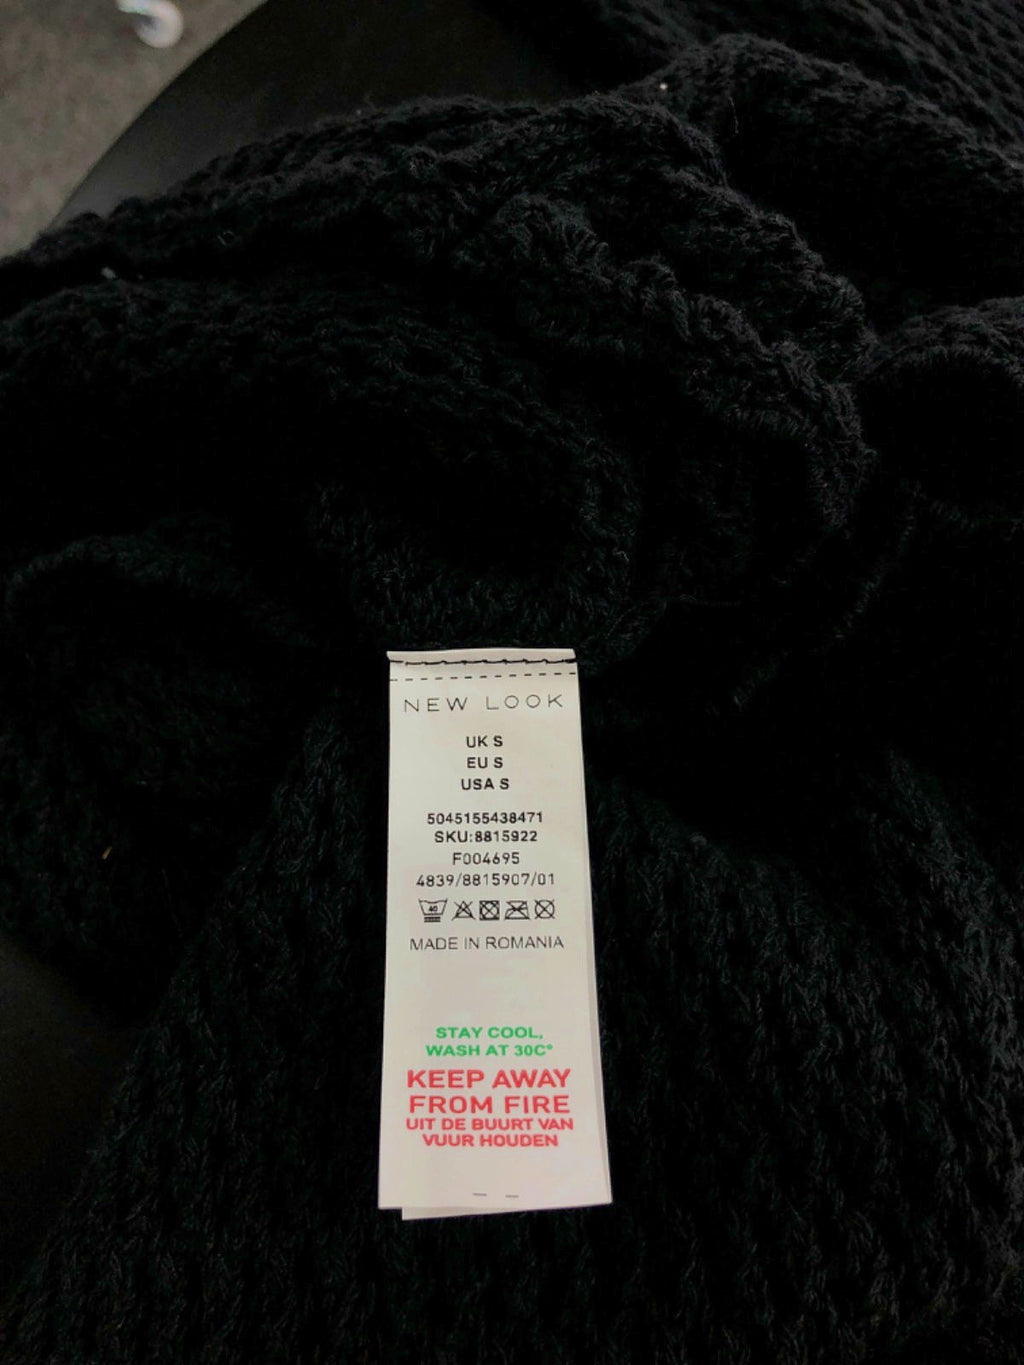 NEW LOOK
UK S
EU S
USA S
5045155438471
SKU:8815922
F004695
4839/8815907/01
40
MADE IN ROMANIA
STAY COOL,
WASH AT 30C°
KEEP AWAY
FROM FIRE
UIT DE BUURT VAN
VUUR HOUDEN